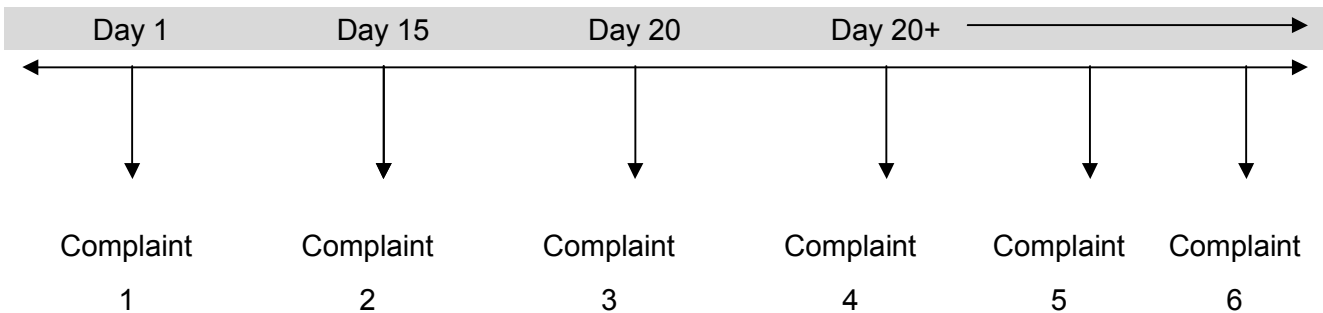 Day 1 Day 15 Day 20 Day 20+
Complaint Complaint Complaint Complaint Complaint Complaint
1 2 3 4 5 6